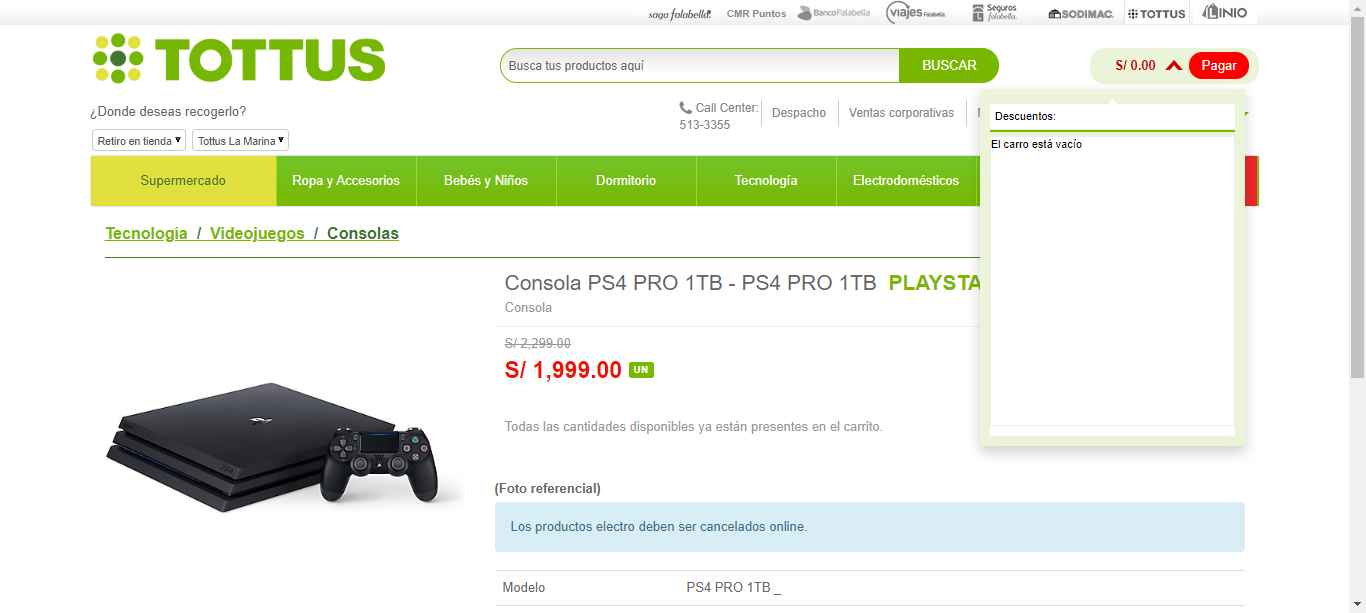 saga falabella. CMR Puntos BancoFalabella viajes Falabella Seguros falabella. SODIMAC. TOTTUS LINIO
TOTTUS
Busca tus productos aquí BUSCAR
S/ 0.00 Pagar
¿Donde deseas recogerlo?
Call Center: 513-3355
Despacho
Ventas corporativas
Retiro en tienda
Tottus La Marina
Descuentos:
El carro está vacío
Supermercado Ropa y Accesorios Bebés y Niños Dormitorio Tecnología Electrodomésticos
Tecnología / Videojuegos / Consolas
Consola PS4 PRO 1TB - PS4 PRO 1TB PLAYSTA
Consola
S/ 2,299.00
S/ 1,999.00 UN
Todas las cantidades disponibles ya están presentes en el carrito.
(Foto referencial)
Los productos electro deben ser cancelados online.
Modelo PS4 PRO 1TB _